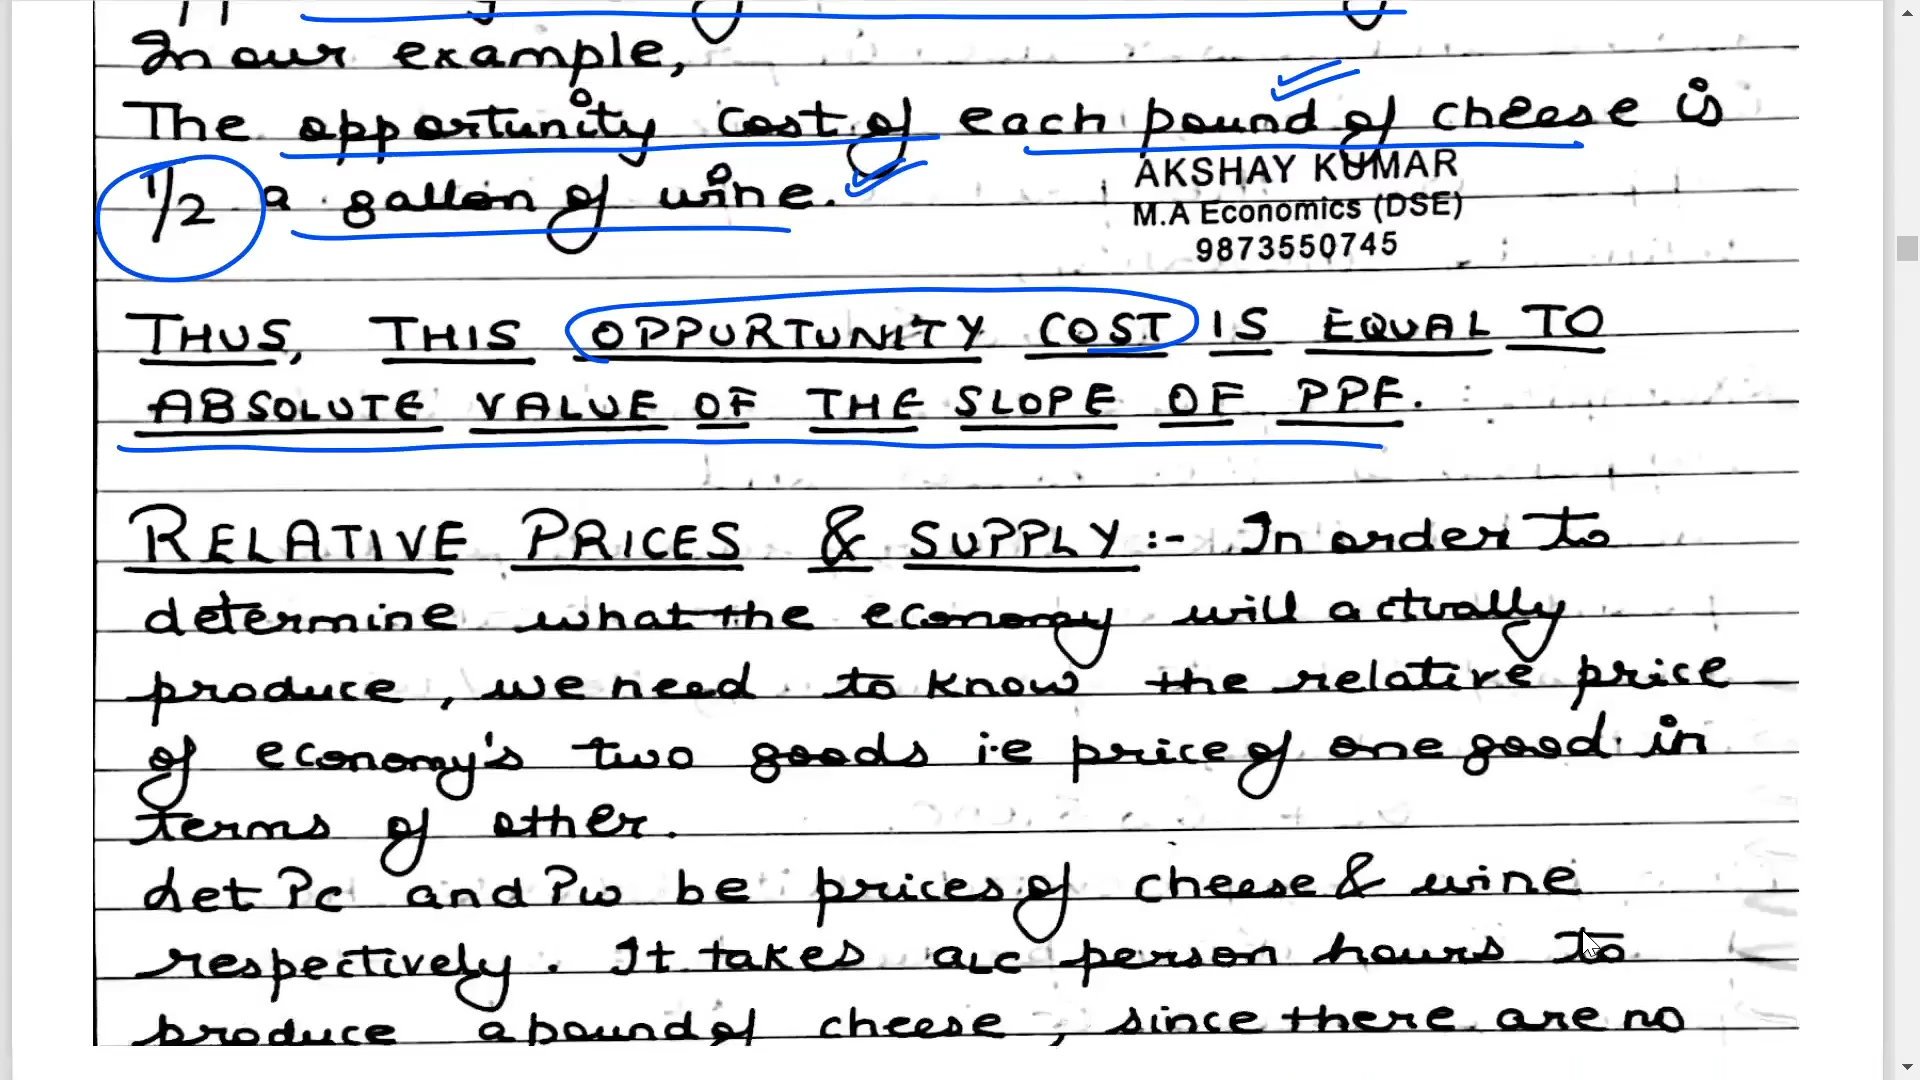 In our example,
The opportunity cost of each pound of cheese is
1/2 a gallon of wine.
AKSHAY KUMAR
M.A Economics (DSE)
9873550745
THUS, THIS OPPURTUNITY COST IS EQUAL TO
ABSOLUTE VALUE OF THE SLOPE OF PPF.
RELATIVE PRICES & SUPPLY :- In order to
determine what the economy will actually
produce, we need to know the relative price
of economy's two goods i.e price of one good in
terms of other.
Let Pc and Pw be prices of cheese & wine
respectively. It takes aLc person hours to
produce a pound of cheese, since there are no